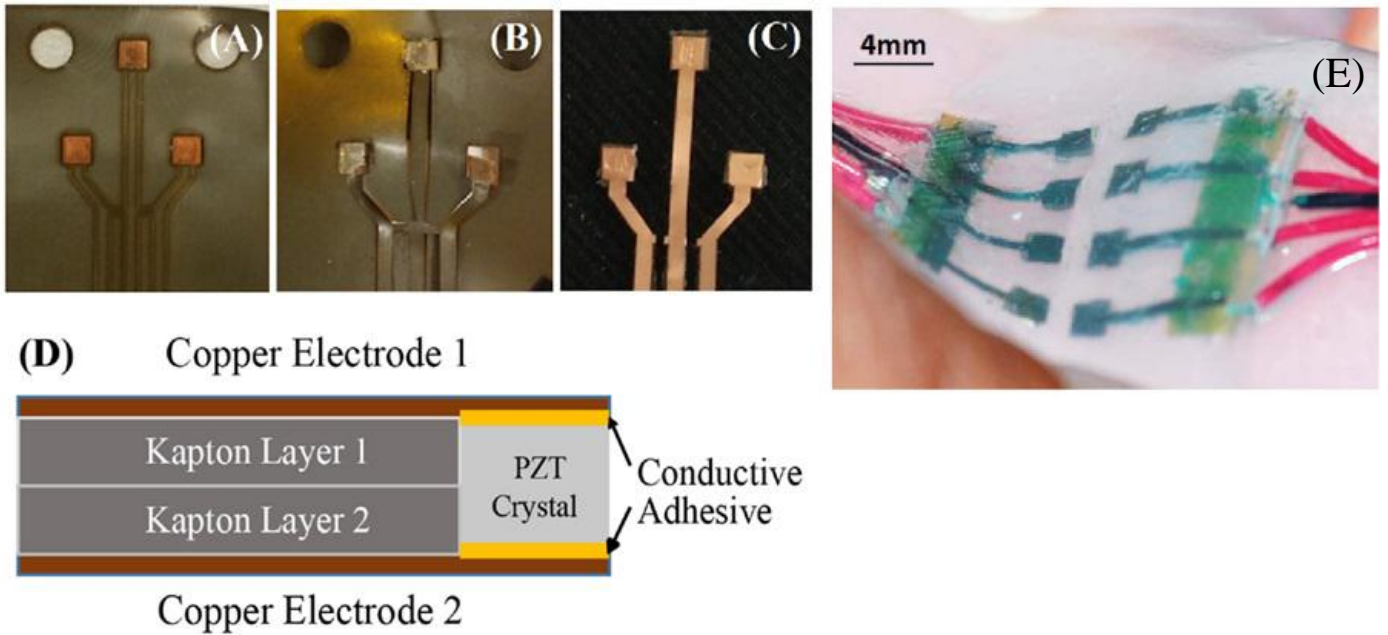 (A)
(B)
(C)
4mm
(E)
(D)
Copper Electrode 1
Kapton Layer 1
Kapton Layer 2
PZT
Crystal
Conductive
Adhesive
Copper Electrode 2